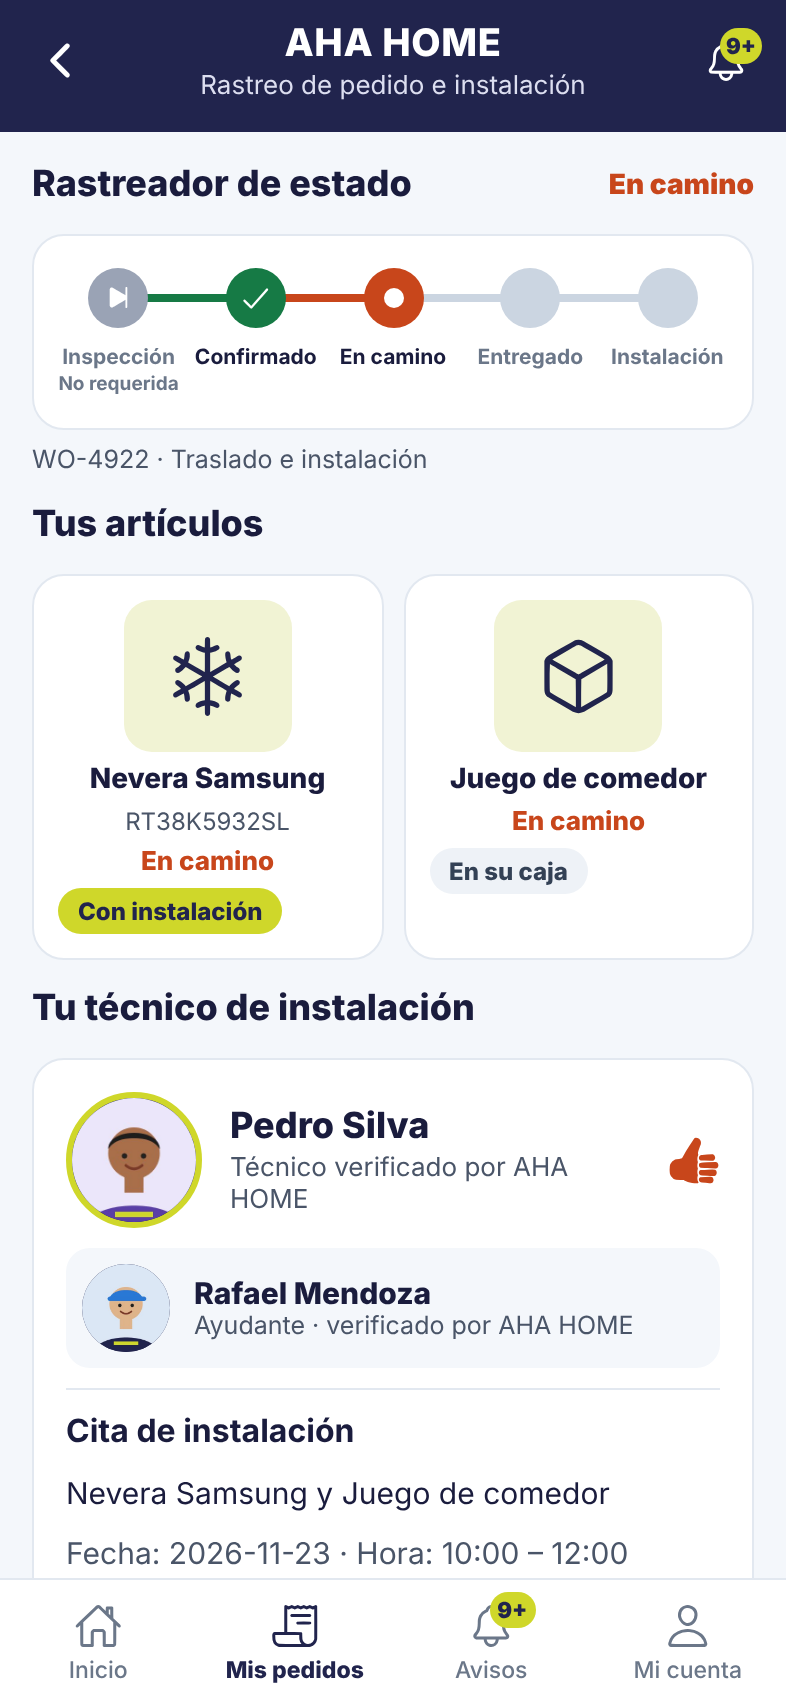 AHA HOME
Rastreo de pedido e instalación
9+
Rastreador de estado
En camino
Inspección
No requerida
Confirmado
En camino
Entregado
Instalación
WO-4922 · Traslado e instalación
Tus artículos
Nevera Samsung
RT38K5932SL
En camino
Con instalación
Juego de comedor
En camino
En su caja
Tu técnico de instalación
Pedro Silva
Técnico verificado por AHA
HOME
Rafael Mendoza
Ayudante · verificado por AHA HOME
Cita de instalación
Nevera Samsung y Juego de comedor
Fecha: 2026-11-23 · Hora: 10:00 – 12:00
Inicio
Mis pedidos
9+
Avisos
Mi cuenta